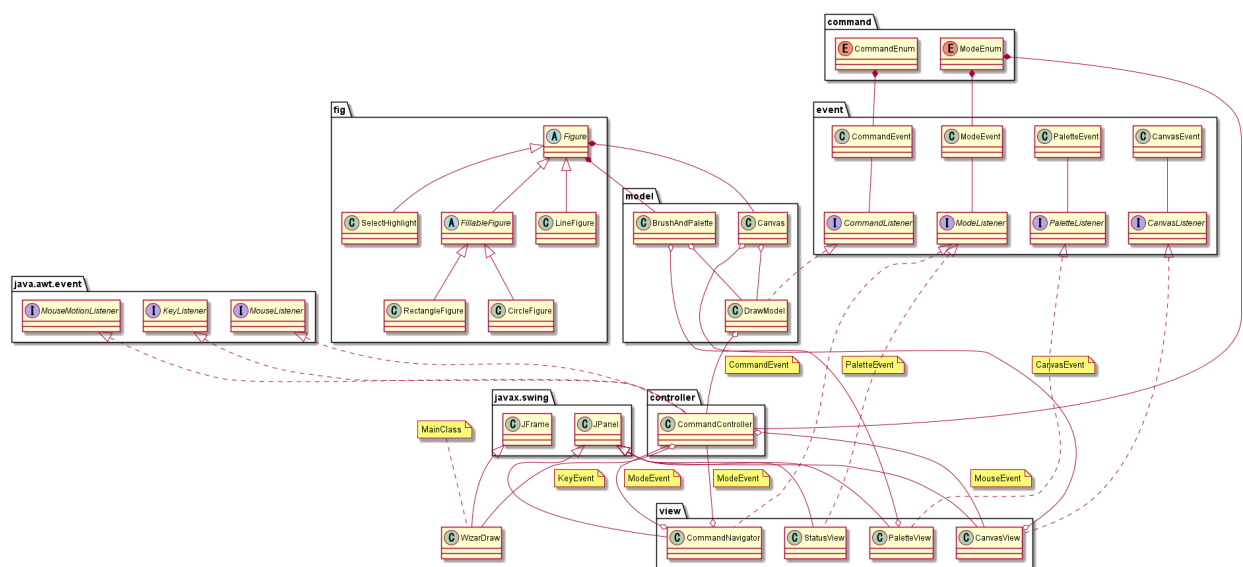 command
E CommandEnum
E ModeEnum
fig
event
A Figure
C CommandEvent
C ModeEvent
C PaletteEvent
C CanvasEvent
model
C SelectHighlight
A FillableFigure
C LineFigure
C BrushAndPalette
C Canvas
I CommandListener
I ModeListener
I PaletteListener
I CanvasListener
java.awt.event
I MouseMotionListener
I KeyListener
I MouseListener
C RectangleFigure
C CircleFigure
C DrawModel
CommandEvent
PaletteEvent
CanvasEvent
javax.swing
controller
MainClass
C JFrame
C JPanel
C CommandController
KeyEvent
ModeEvent
ModeEvent
MouseEvent
view
C WizarDraw
C CommandNavigator
C StatusView
C PaletteView
C CanvasView